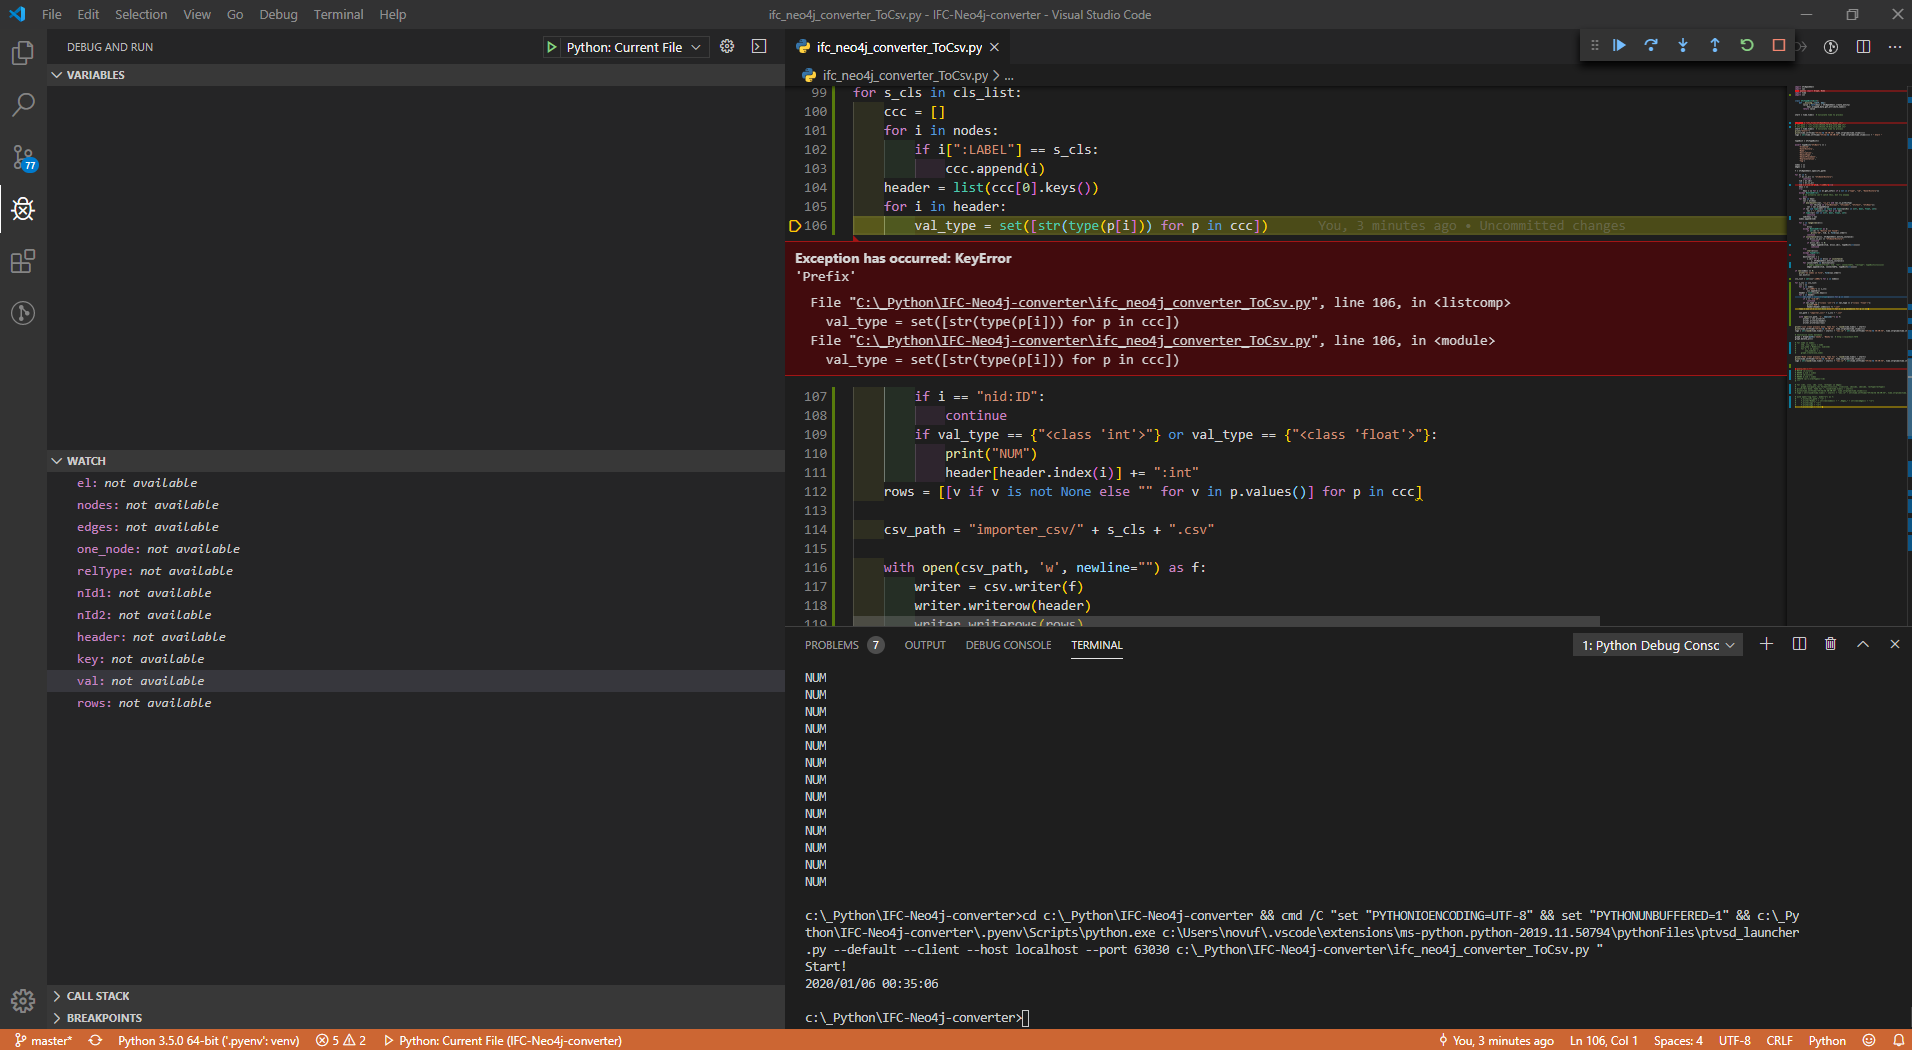 File Edit Selection View Go Debug Terminal Help
ifc_neo4j_converter_ToCsv.py - IFC-Neo4j-converter - Visual Studio Code
DEBUG AND RUN
Python: Current File
VARIABLES
WATCH
el: not available
nodes: not available
edges: not available
one_node: not available
relType: not available
nId1: not available
nId2: not available
header: not available
key: not available
val: not available
rows: not available
CALL STACK
BREAKPOINTS
77
ifc_neo4j_converter_ToCsv.py
ifc_neo4j_converter_ToCsv.py > ...
99 for s_cls in cls_list:
100 ccc = []
101 for i in nodes:
102 if i[":LABEL"] == s_cls:
103 ccc.append(i)
104 header = list(ccc[0].keys())
105 for i in header:
106 val_type = set([str(type(p[i])) for p in ccc]) You, 3 minutes ago • Uncommitted changes
Exception has occurred: KeyError
'Prefix'
File "C:\_Python\IFC-Neo4j-converter\ifc_neo4j_converter_ToCsv.py", line 106, in <listcomp>
val_type = set([str(type(p[i])) for p in ccc])
File "C:\_Python\IFC-Neo4j-converter\ifc_neo4j_converter_ToCsv.py", line 106, in <module>
val_type = set([str(type(p[i])) for p in ccc])
107 if i == "nid:ID":
108 continue
109 if val_type == {"<class 'int'>"} or val_type == {"<class 'float'>"}:
110 print("NUM")
111 header[header.index(i)] += ":int"
112 rows = [[v if v is not None else "" for v in p.values()] for p in ccc]
113
114 csv_path = "importer_csv/" + s_cls + ".csv"
115
116 with open(csv_path, 'w', newline="") as f:
117 writer = csv.writer(f)
118 writer.writerow(header)
119 writer.writerows(rows)
PROBLEMS 7 OUTPUT DEBUG CONSOLE TERMINAL
1: Python Debug Consc
NUM
NUM
NUM
NUM
NUM
NUM
NUM
NUM
NUM
NUM
NUM
NUM
NUM
c:\_Python\IFC-Neo4j-converter>cd c:\_Python\IFC-Neo4j-converter && cmd /C "set "PYTHONIOENCODING=UTF-8" && set "PYTHONUNBUFFERED=1" && c:\_Py
thon\IFC-Neo4j-converter\.pyenv\Scripts\python.exe c:\Users\novuf\.vscode\extensions\ms-python.python-2019.11.50794\pythonFiles\ptvsd_launcher
.py --default --client --host localhost --port 63030 c:\_Python\IFC-Neo4j-converter\ifc_neo4j_converter_ToCsv.py "
Start!
2020/01/06 00:35:06
c:\_Python\IFC-Neo4j-converter>
master* Python 3.5.0 64-bit ('.pyenv': venv) 5 2 Python: Current File (IFC-Neo4j-converter) You, 3 minutes ago Ln 106, Col 1 Spaces: 4 UTF-8 CRLF Python